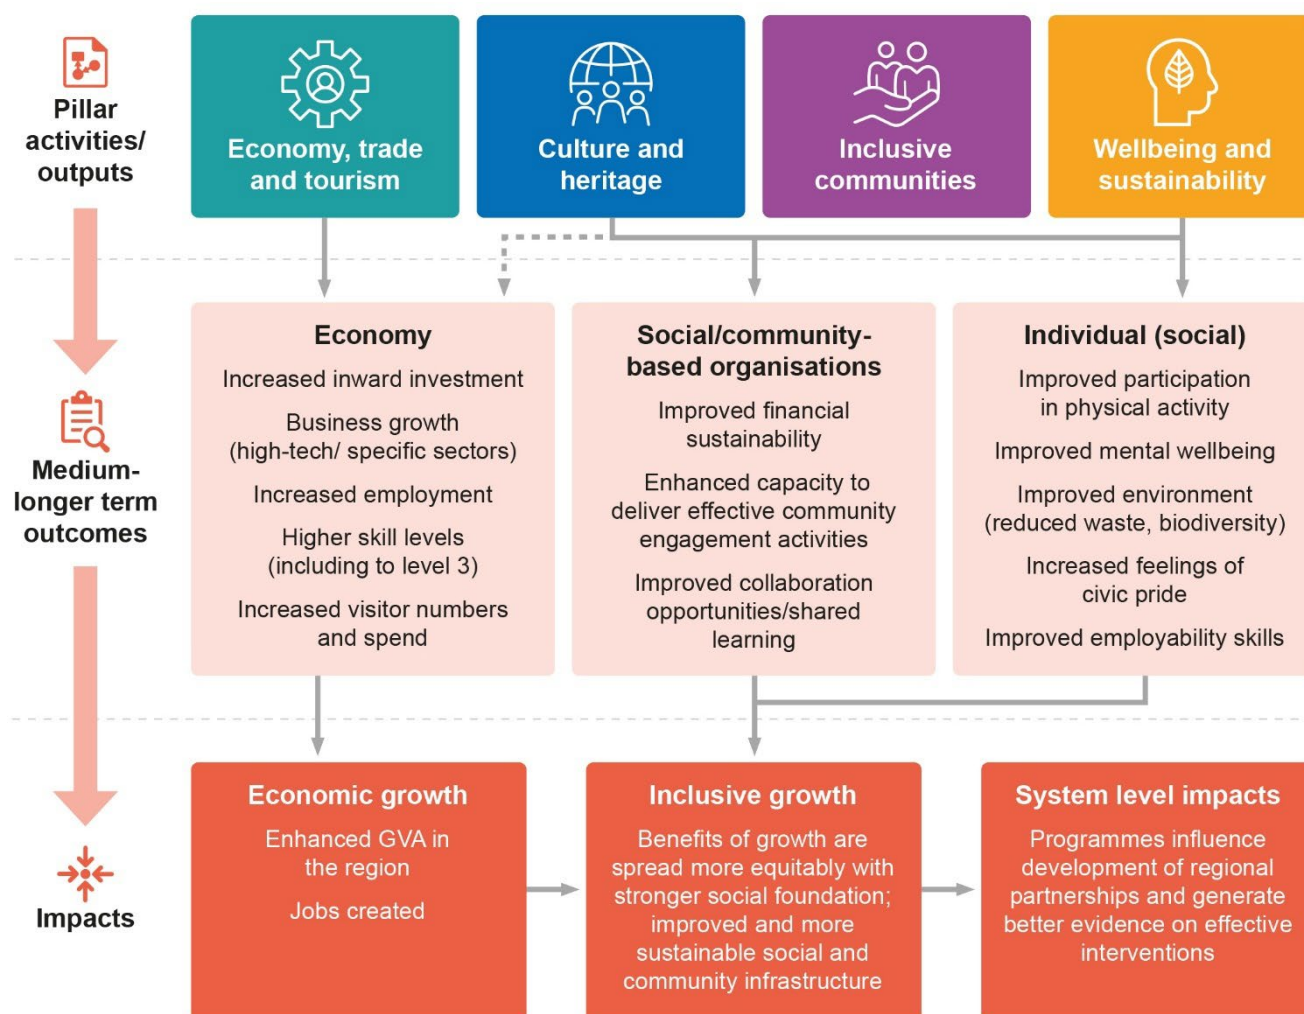 Pillar
activities/
outputs
Economy, trade
and tourism
Culture and
heritage
Inclusive
communities
Wellbeing and
sustainability
Medium-
longer term
outcomes
Economy
Increased inward investment
Business growth
(high-tech/ specific sectors)
Increased employment
Higher skill levels
(including to level 3)
Increased visitor numbers
and spend
Social/community-
based organisations
Improved financial
sustainability
Enhanced capacity to
deliver effective community
engagement activities
Improved collaboration
opportunities/shared
learning
Individual (social)
Improved participation
in physical activity
Improved mental wellbeing
Improved environment
(reduced waste, biodiversity)
Increased feelings of
civic pride
Improved employability skills
Impacts
Economic growth
Enhanced GVA in
the region
Jobs created
Inclusive growth
Benefits of growth are
spread more equitably with
stronger social foundation;
improved and more
sustainable social and
community infrastructure
System level impacts
Programmes influence
development of regional
partnerships and generate
better evidence on effective
interventions